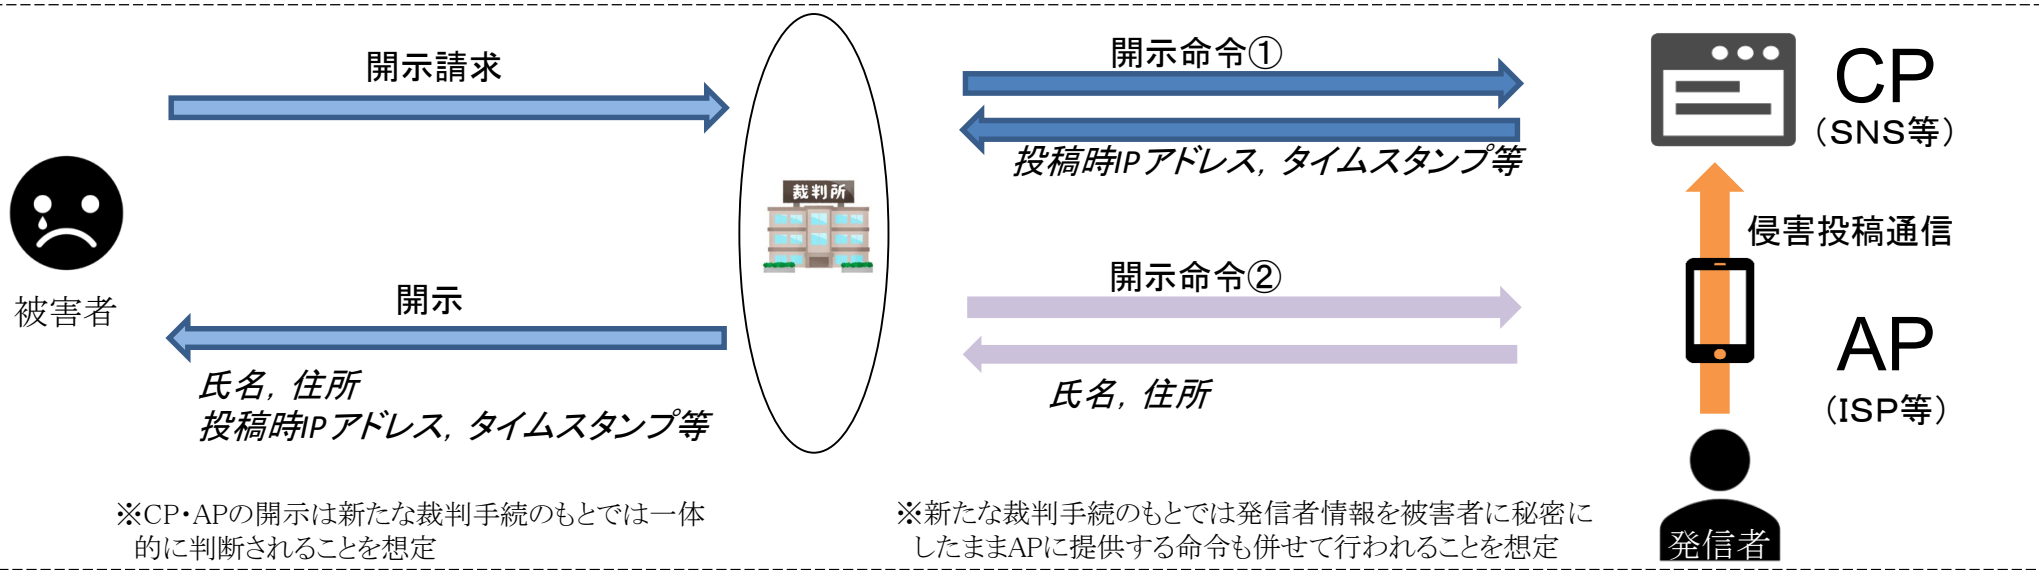 開示請求
開示命令①
CP
（SNS等）
投稿時IPアドレス，タイムスタンプ等
裁判所
侵害投稿通信
開示命令②
被害者
開示
AP
（ISP等）
氏名，住所
投稿時IPアドレス，タイムスタンプ等
氏名，住所
※CP・APの開示は新たな裁判手続のもとでは一体
的に判断されることを想定
※新たな裁判手続のもとでは発信者情報を被害者に秘密に
したままAPに提供する命令も併せて行われることを想定
発信者